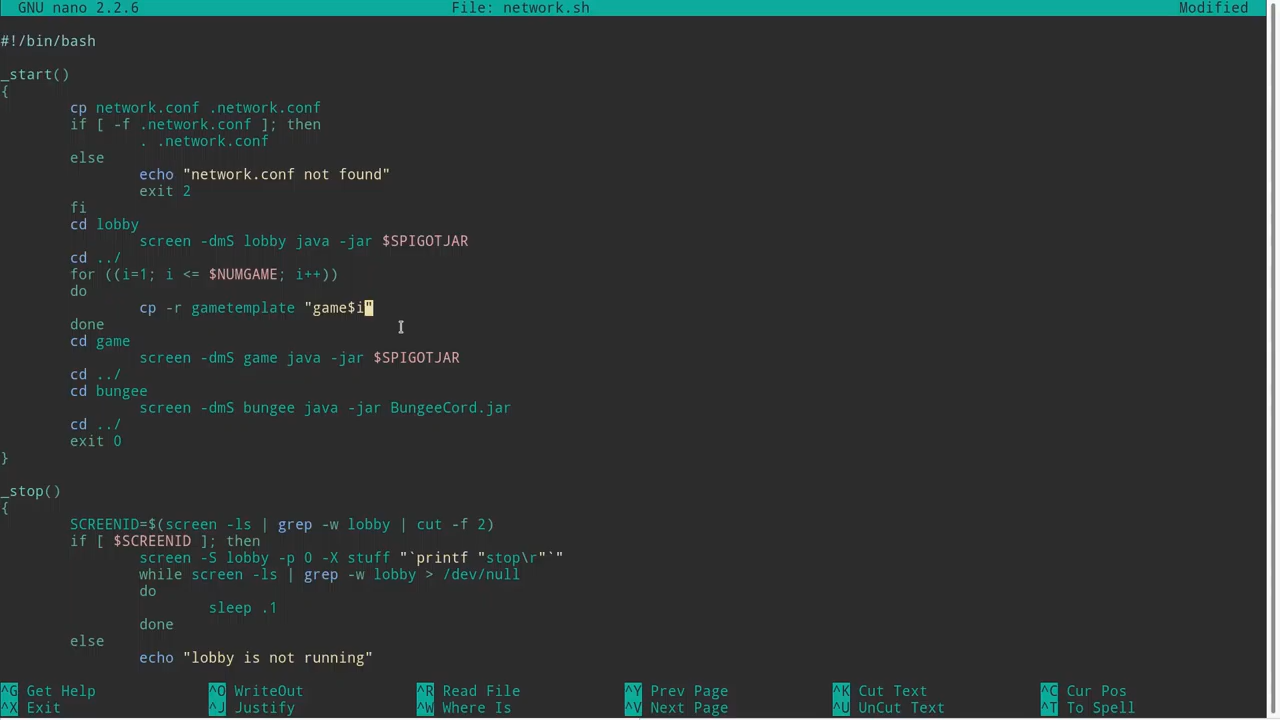 GNU nano 2.2.6 File: network.sh Modified
#!/bin/bash
_start()
{
cp network.conf .network.conf
if [ -f .network.conf ]; then
. .network.conf
else
echo "network.conf not found"
exit 2
fi
cd lobby
screen -dmS lobby java -jar $SPIGOTJAR
cd ../
for ((i=1; i <= $NUMGAME; i++))
do
cp -r gametemplate "game$i"
done
cd game
screen -dmS game java -jar $SPIGOTJAR
cd ../
cd bungee
screen -dmS bungee java -jar BungeeCord.jar
cd ../
exit 0
}
_stop()
{
SCREENID=$(screen -ls | grep -w lobby | cut -f 2)
if [ $SCREENID ]; then
screen -S lobby -p 0 -X stuff "`printf "stop\r"`"
while screen -ls | grep -w lobby > /dev/null
do
sleep .1
done
else
echo "lobby is not running"
^G Get Help ^O WriteOut ^R Read File ^Y Prev Page ^K Cut Text ^C Cur Pos
^X Exit ^J Justify ^W Where Is ^V Next Page ^U UnCut Text ^T To Spell